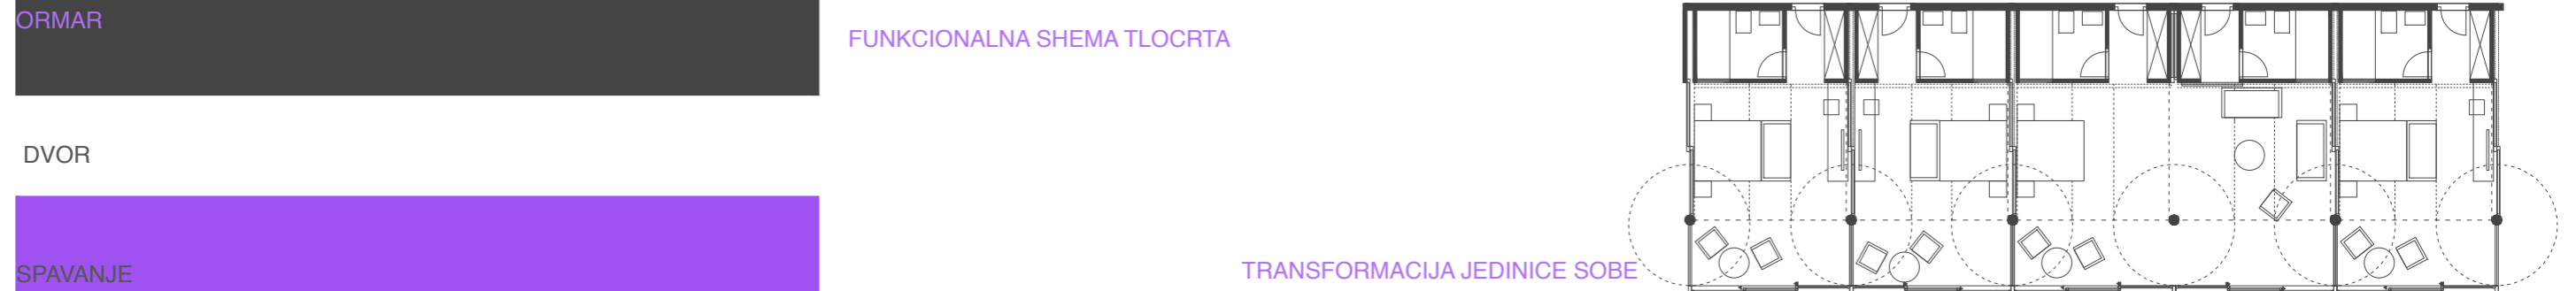 ORMAR
FUNKCIONALNA SHEMA TLOCRTA
DVOR
SPAVANJE
TRANSFORMACIJA JEDINICE SOBE